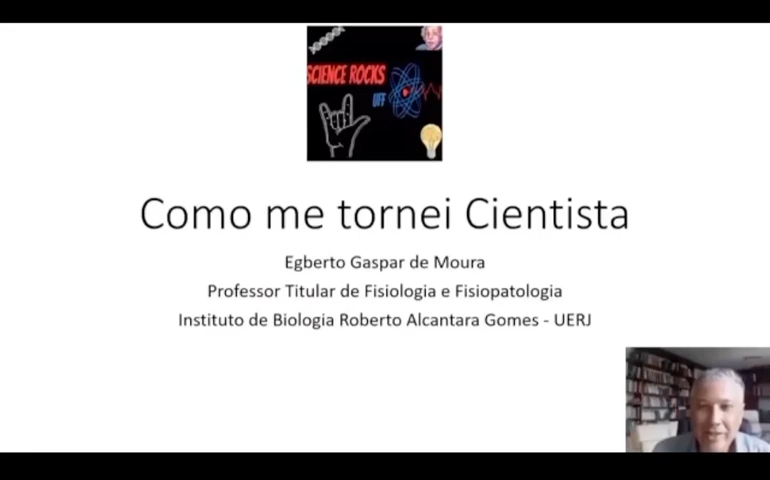 SCIENCE ROCKS
UFF
Como me tornei Cientista
Egberto Gaspar de Moura
Professor Titular de Fisiologia e Fisiopatologia
Instituto de Biologia Roberto Alcantara Gomes - UERJ